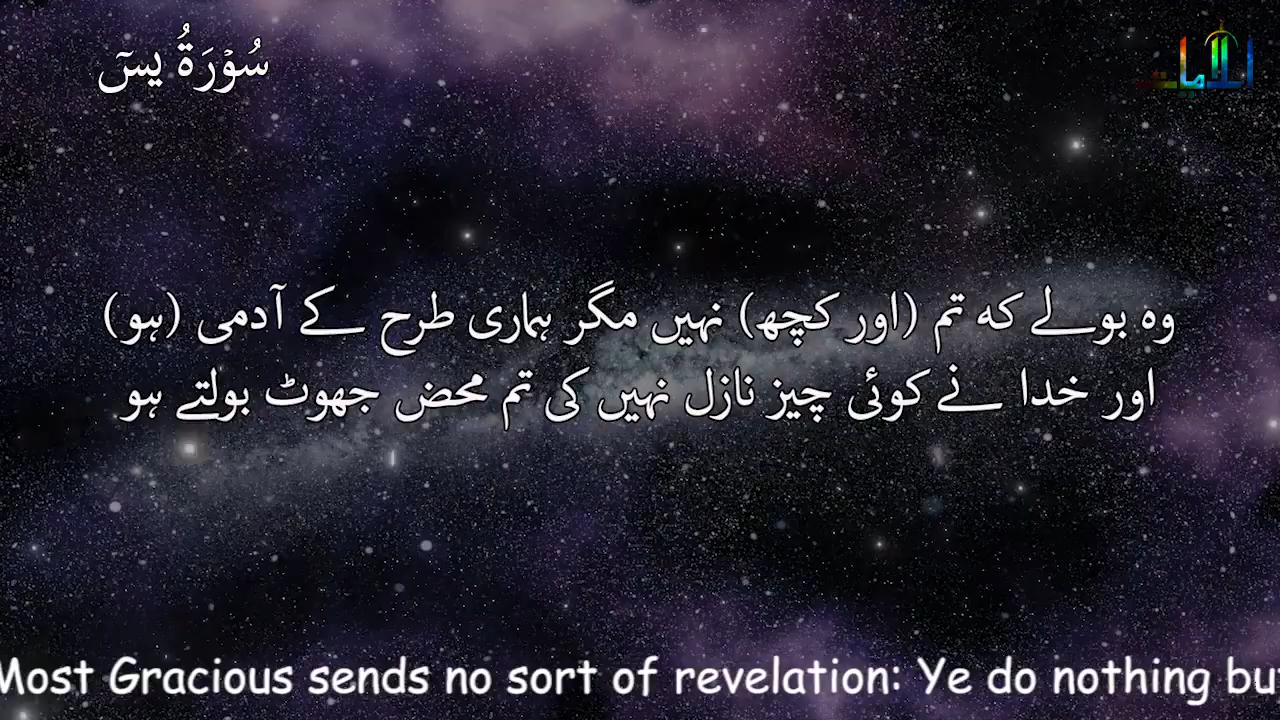 سُوۡرَةُ یسٓ
وہ بولے کہ تم (اور کچھ) نہیں مگر ہماری طرح کے آدمی (ہو)
اور خدا نے کوئی چیز نازل نہیں کی تم محض جھوٹ بولتے ہو
Most Gracious sends no sort of revelation: Ye do nothing bu